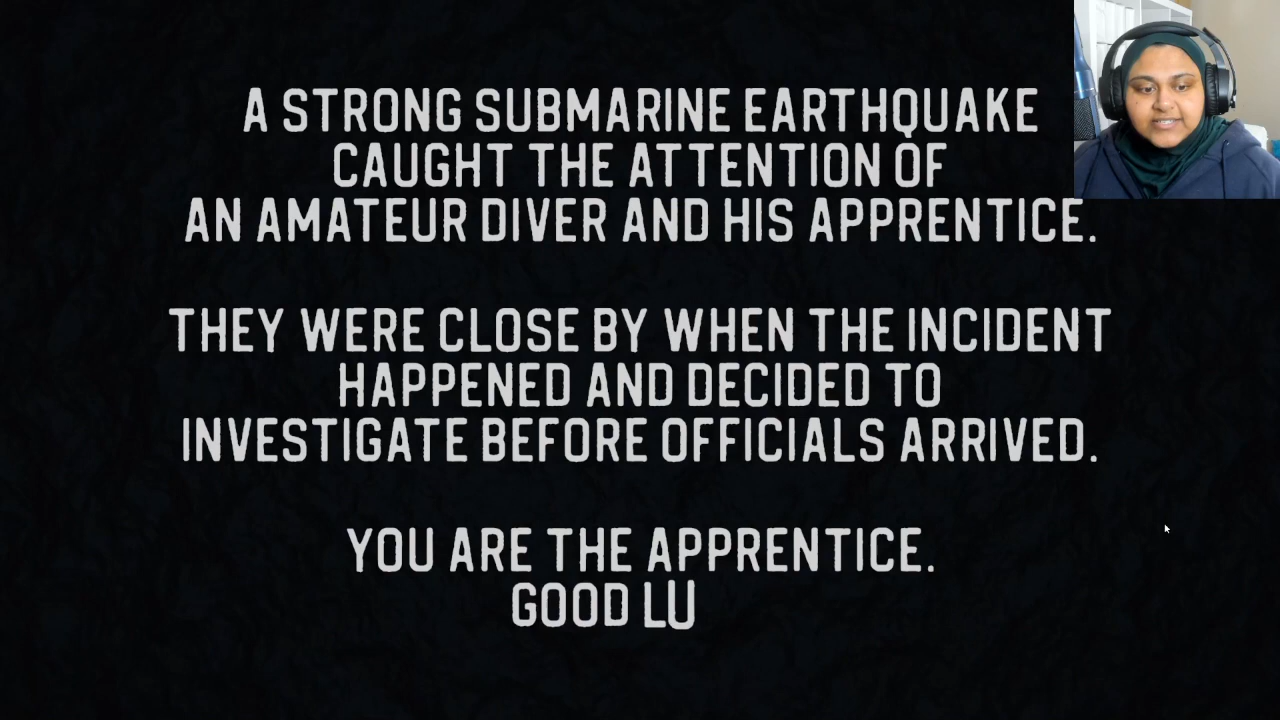 A STRONG SUBMARINE EARTHQUAKE
CAUGHT THE ATTENTION OF
AN AMATEUR DIVER AND HIS APPRENTICE.
THEY WERE CLOSE BY WHEN THE INCIDENT
HAPPENED AND DECIDED TO
INVESTIGATE BEFORE OFFICIALS ARRIVED.
YOU ARE THE APPRENTICE.
GOOD LU